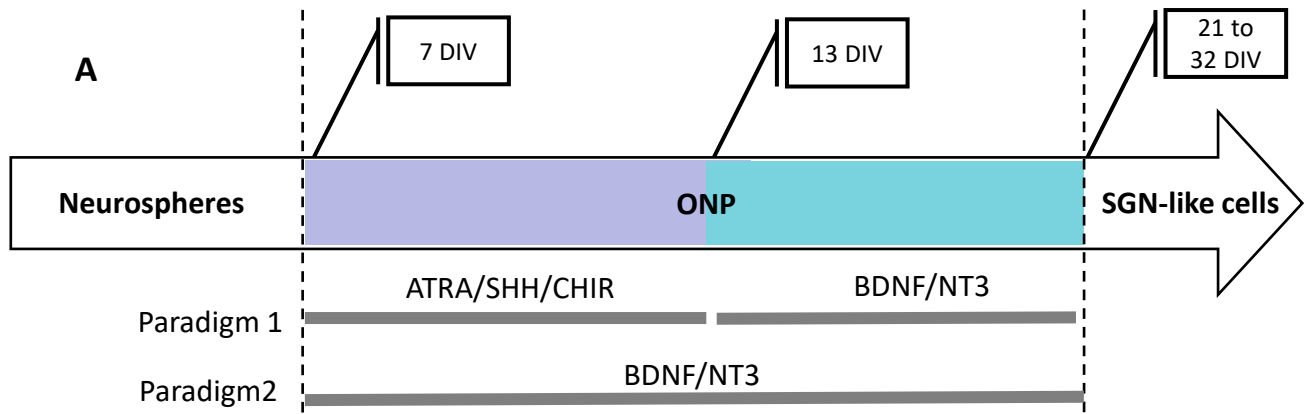 A
7 DIV
13 DIV
21 to
32 DIV
Neurospheres
ONP
SGN-like cells
ATRA/SHH/CHIR
BDNF/NT3
Paradigm 1
BDNF/NT3
Paradigm2